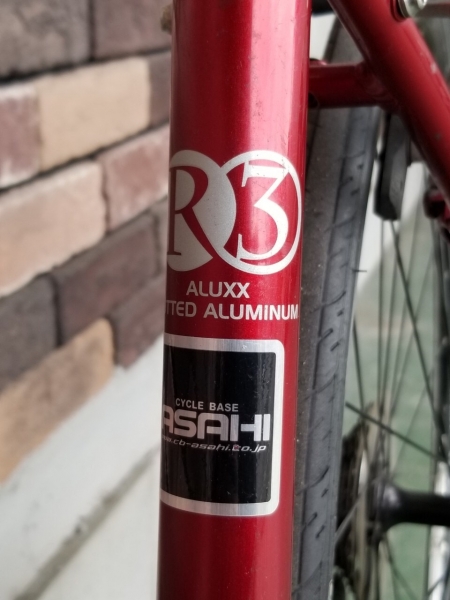 R3
ALUXX
TTED ALUMINUM
CYCLE BASE
ASAHI
www.cb-asahi.co.jp